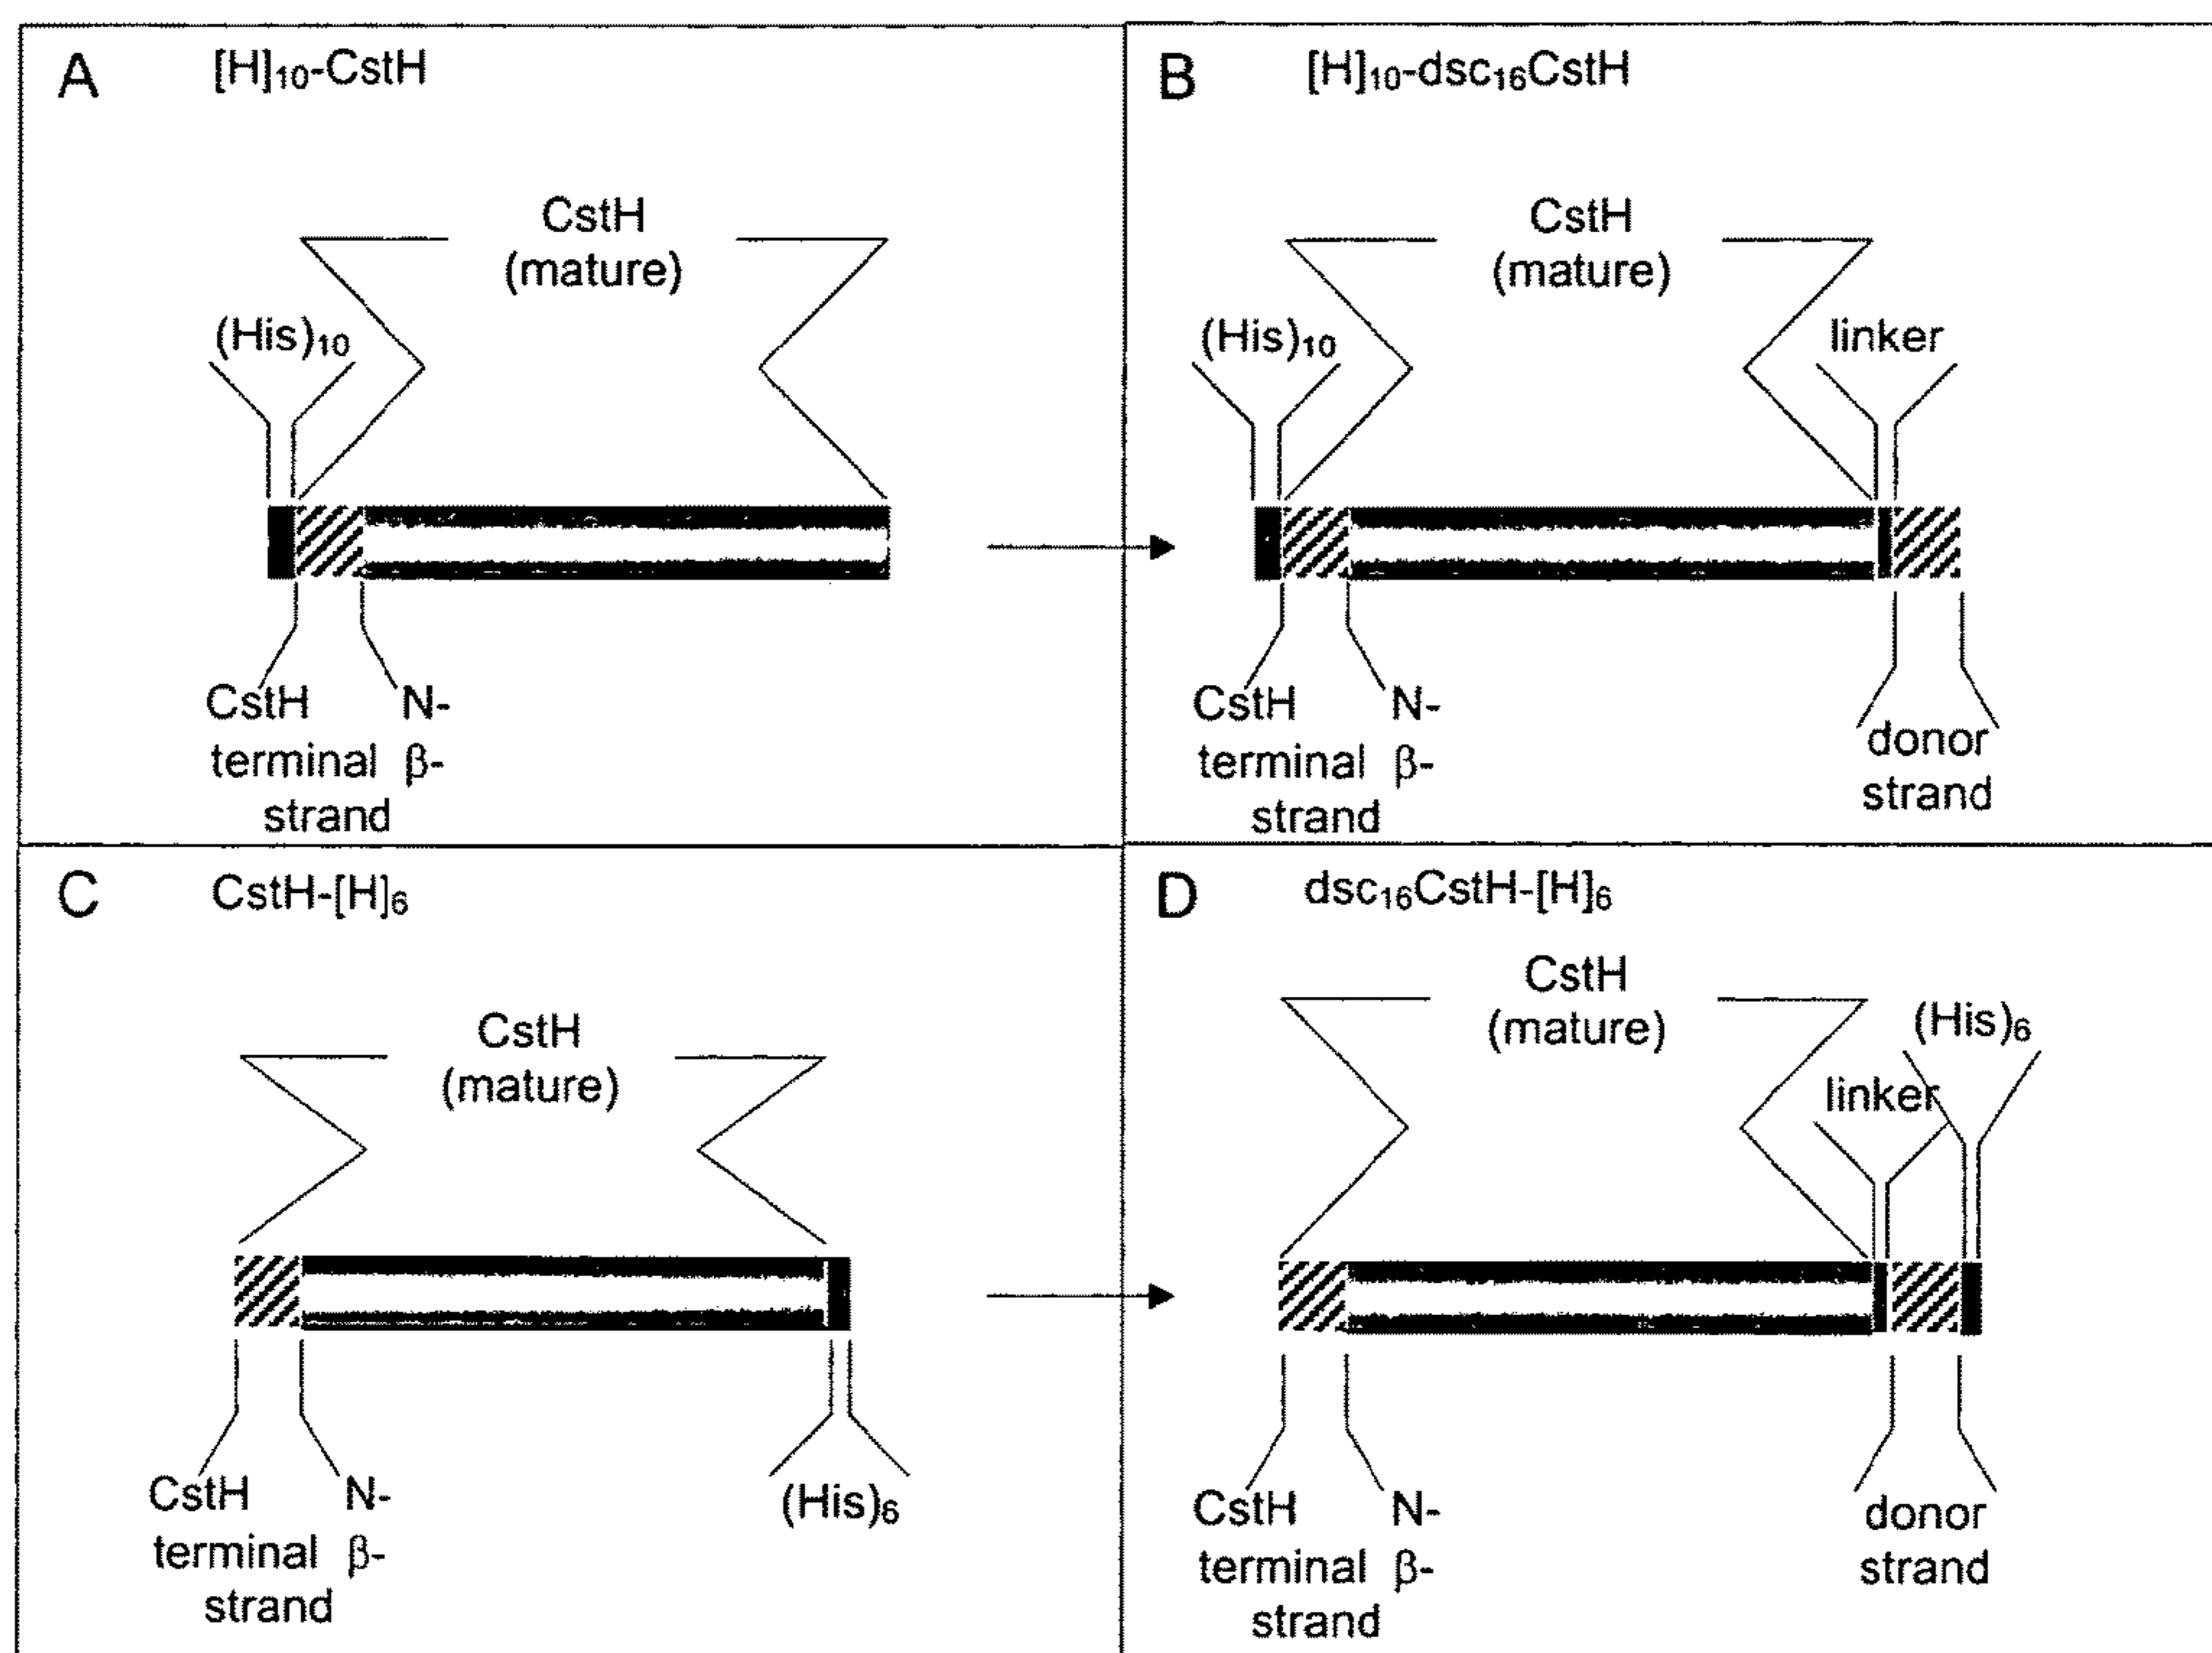 A [H]10-CstH
CstH
(mature)
(His)10
CstH N-
terminal β-
strand
B [H]10-dsc16CstH
CstH
(mature)
(His)10
linker
CstH N-
terminal β-
strand
donor
strand
C CstH-[H]6
CstH
(mature)
CstH N-
terminal β-
strand
(His)6
D dsc16CstH-[H]6
CstH
(mature)
(His)6
linker
CstH N-
terminal β-
strand
donor
strand